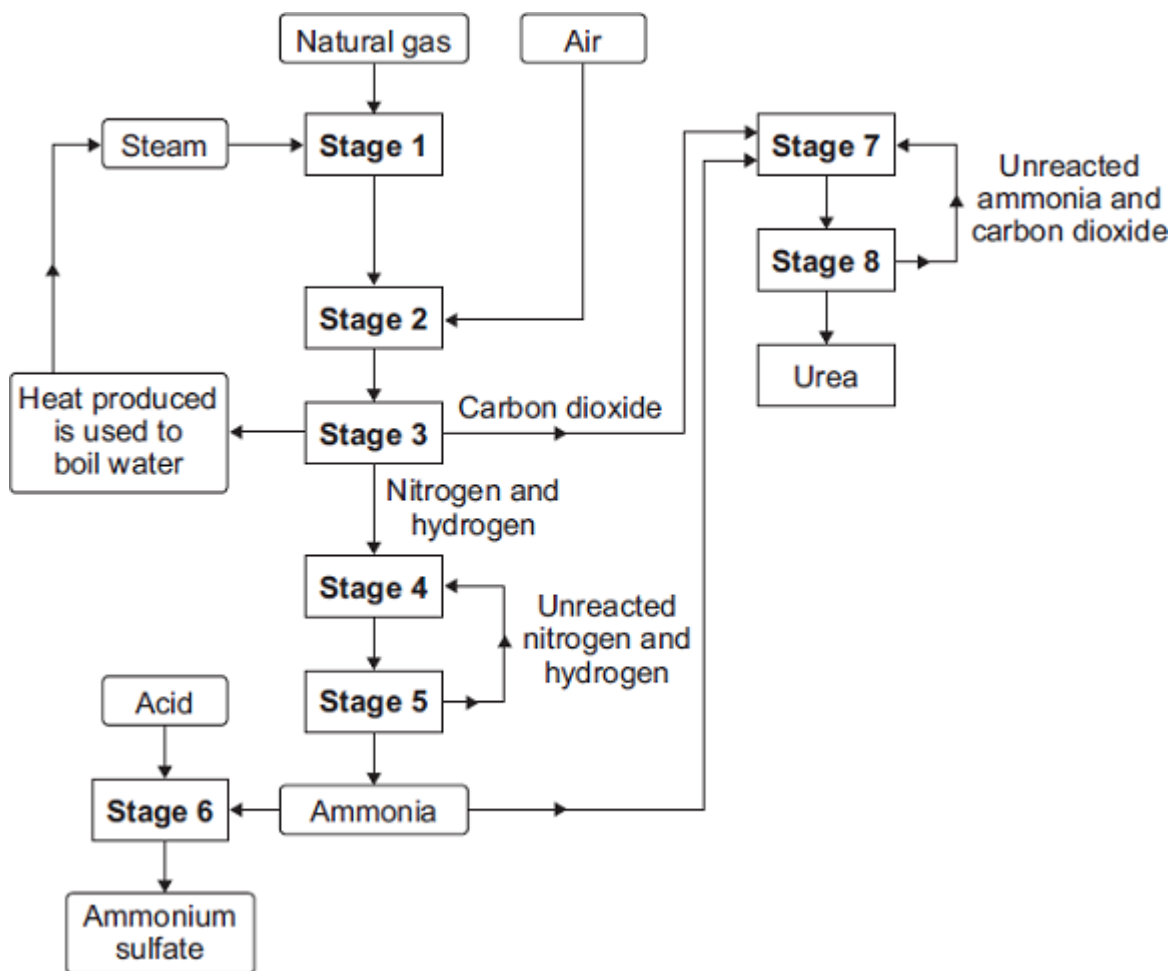 Natural gas
Air
Steam
Stage 1
Stage 7
Unreacted
ammonia and
carbon dioxide
Stage 8
Stage 2
Urea
Heat produced
is used to
boil water
Stage 3
Carbon dioxide
Nitrogen and
hydrogen
Stage 4
Unreacted
nitrogen and
hydrogen
Stage 5
Acid
Stage 6
Ammonia
Ammonium
sulfate